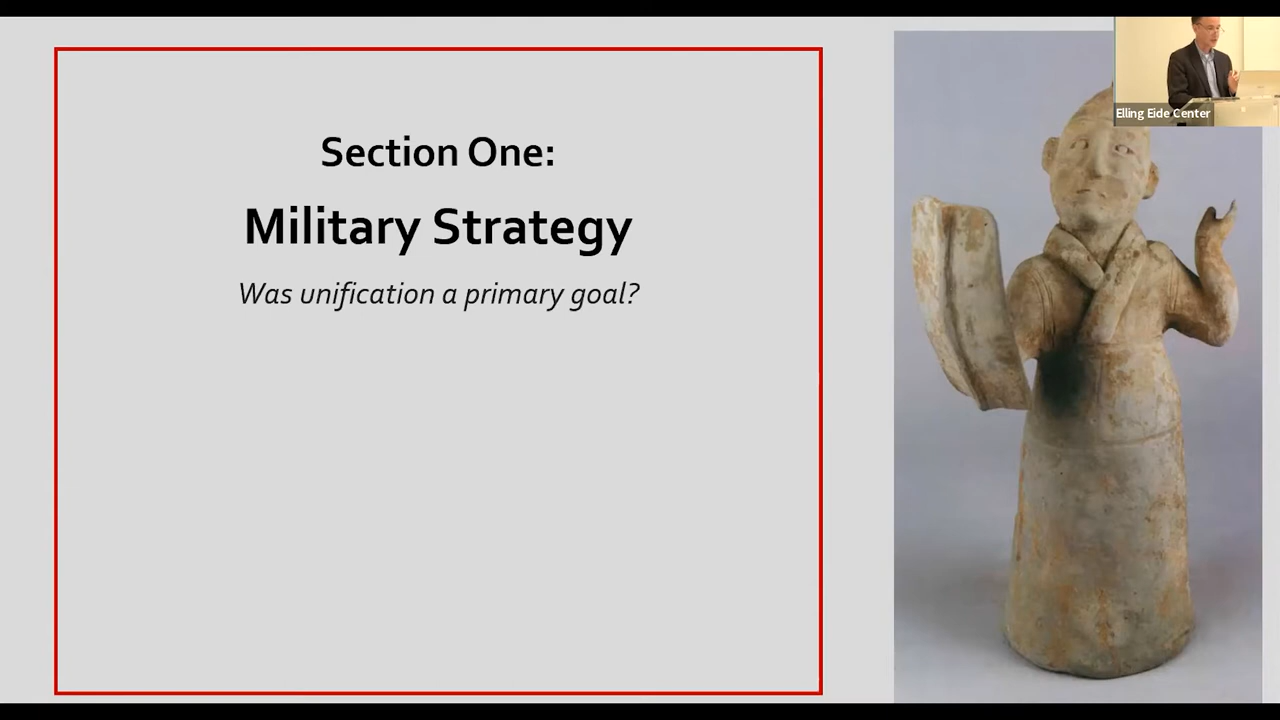 Section One:
Military Strategy
Was unification a primary goal?
Elling Eide Center